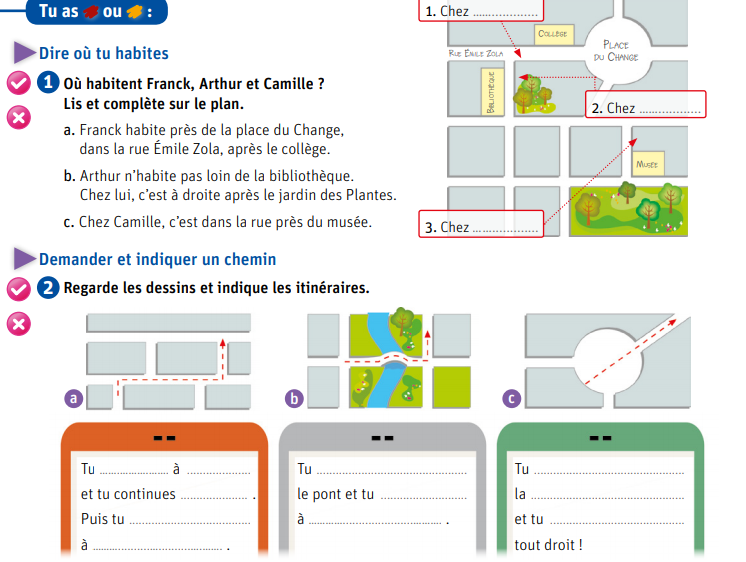 Tu as ou :
Dire où tu habites
1 Où habitent Franck, Arthur et Camille ?
Lis et complète sur le plan.
a. Franck habite près de la place du Change,
dans la rue Émile Zola, après le collège.
b. Arthur n'habite pas loin de la bibliothèque.
Chez lui, c'est à droite après le jardin des Plantes.
c. Chez Camille, c'est dans la rue près du musée.
1. Chez ....................
COLLÈGE
PLACE
DU CHANGE
RUE ÉMILE ZOLA
BIBLIOTHÈQUE
2. Chez ....................
MUSÉE
3. Chez ....................
Demander et indiquer un chemin
2 Regarde les dessins et indique les itinéraires.
a
b
c
Tu .................... à ....................
et tu continues .................... .
Puis tu ....................
à .................... .
Tu ....................
le pont et tu ....................
à .................... .
Tu ....................
la ....................
et tu ....................
tout droit !